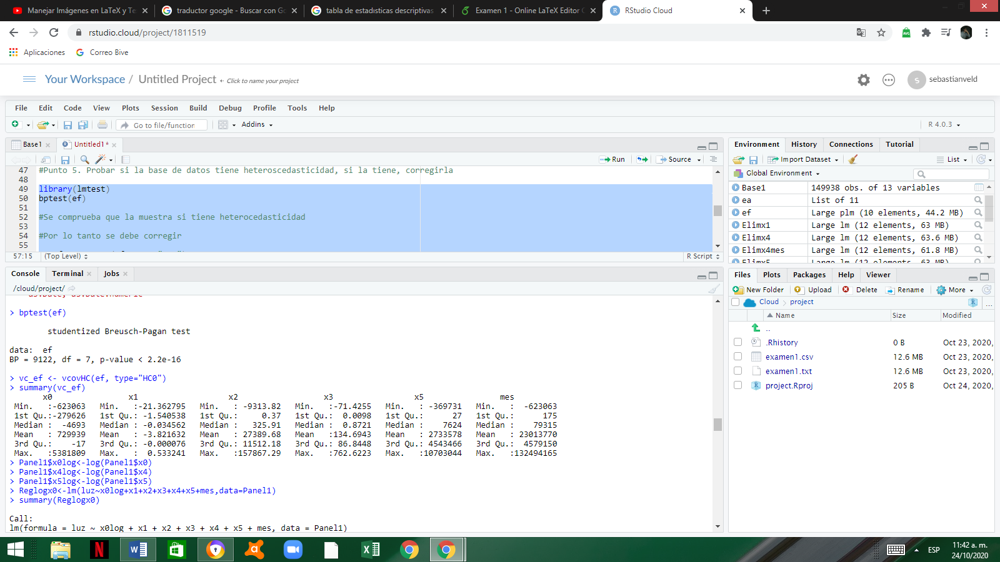 Manejar Imágenes en LaTeX y Te
traductor google - Buscar con Go
tabla de estadisticas descriptivas
Examen 1 - Online LaTeX Editor O
RStudio Cloud
rstudio.cloud/project/1811519
Aplicaciones
Correo Bive
Your Workspace / Untitled Project ← Click to name your project
S sebastianveld
File Edit Code View Plots Session Build Debug Profile Tools Help
Go to file/function
Addins
R 4.0.3
Base1
Untitled1*
Run
Source
47 #Punto 5. Probar si la base de datos tiene heteroscedasticidad, si la tiene, corregirla
48
49 library(lmtest)
50 bptest(ef)
51
52 #Se comprueba que la muestra si tiene heterocedasticidad
53
54 #Por lo tanto se debe corregir
55
57:15 (Top Level)
R Script
Console Terminal Jobs
/cloud/project/
> bptest(ef)
studentized Breusch-Pagan test
data: ef
BP = 9122, df = 7, p-value < 2.2e-16
> vc_ef <- vcovHC(ef, type="HC0")
> summary(vc_ef)
x0 x1 x2 x3 x5 mes
Min. :-623063 Min. :-21.362795 Min. : -9313.82 Min. :-71.4255 Min. : -369731 Min. : -623063
1st Qu.:-279626 1st Qu.: -1.540538 1st Qu.: 0.37 1st Qu.: 0.0098 1st Qu.: 27 1st Qu.: 175
Median : -4693 Median : -0.034562 Median : 325.91 Median : 0.8721 Median : 7624 Median : 79315
Mean : 729939 Mean : -3.821632 Mean : 27389.68 Mean :134.6943 Mean : 2733578 Mean : 23013770
3rd Qu.: -17 3rd Qu.: -0.000076 3rd Qu.: 11512.18 3rd Qu.: 86.8448 3rd Qu.: 4543466 3rd Qu.: 4579150
Max. :5381809 Max. : 0.533241 Max. :157867.29 Max. :762.6223 Max. :10703044 Max. :132494165
> Panel1$x0log<-log(Panel1$x0)
> Panel1$x4log<-log(Panel1$x4)
> Panel1$x5log<-log(Panel1$x5)
> Reglogx0<-lm(luz~x0log+x1+x2+x3+x4+x5+mes,data=Panel1)
> summary(Reglogx0)
Call:
lm(formula = luz ~ x0log + x1 + x2 + x3 + x4 + x5 + mes, data = Panel1)
Environment History Connections Tutorial
Import Dataset
List
Global Environment
Base1 149938 obs. of 13 variables
ea List of 11
ef Large plm (10 elements, 44.2 MB)
Elimx1 Large lm (12 elements, 63 MB)
Elimx4 Large lm (12 elements, 63.6 MB)
Elimx4mes Large lm (12 elements, 61.8 MB)
Elimx5 Large lm (12 elements, 63 MB)
Files Plots Packages Help Viewer
New Folder Upload Delete Rename More
Cloud project
Name Size Modified
..
.Rhistory 0 B Oct 23, 2020,
examen1.csv 12.6 MB Oct 23, 2020,
examen1.txt 12.6 MB Oct 23, 2020,
project.Rproj 205 B Oct 24, 2020,
ESP
11:42 a. m.
24/10/2020